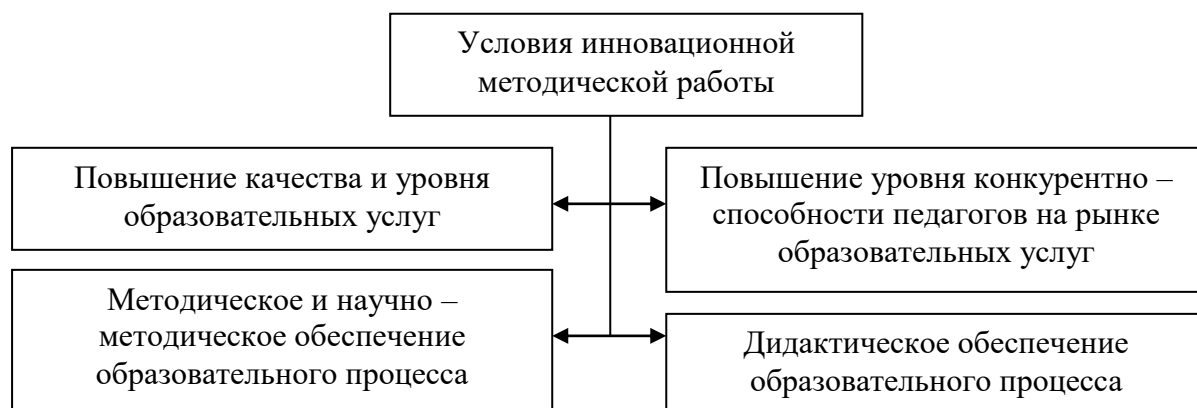 Условия инновационной
методической работы
Повышение качества и уровня
образовательных услуг
Повышение уровня конкурентно –
способности педагогов на рынке
образовательных услуг
Методическое и научно –
методическое обеспечение
образовательного процесса
Дидактическое обеспечение
образовательного процесса